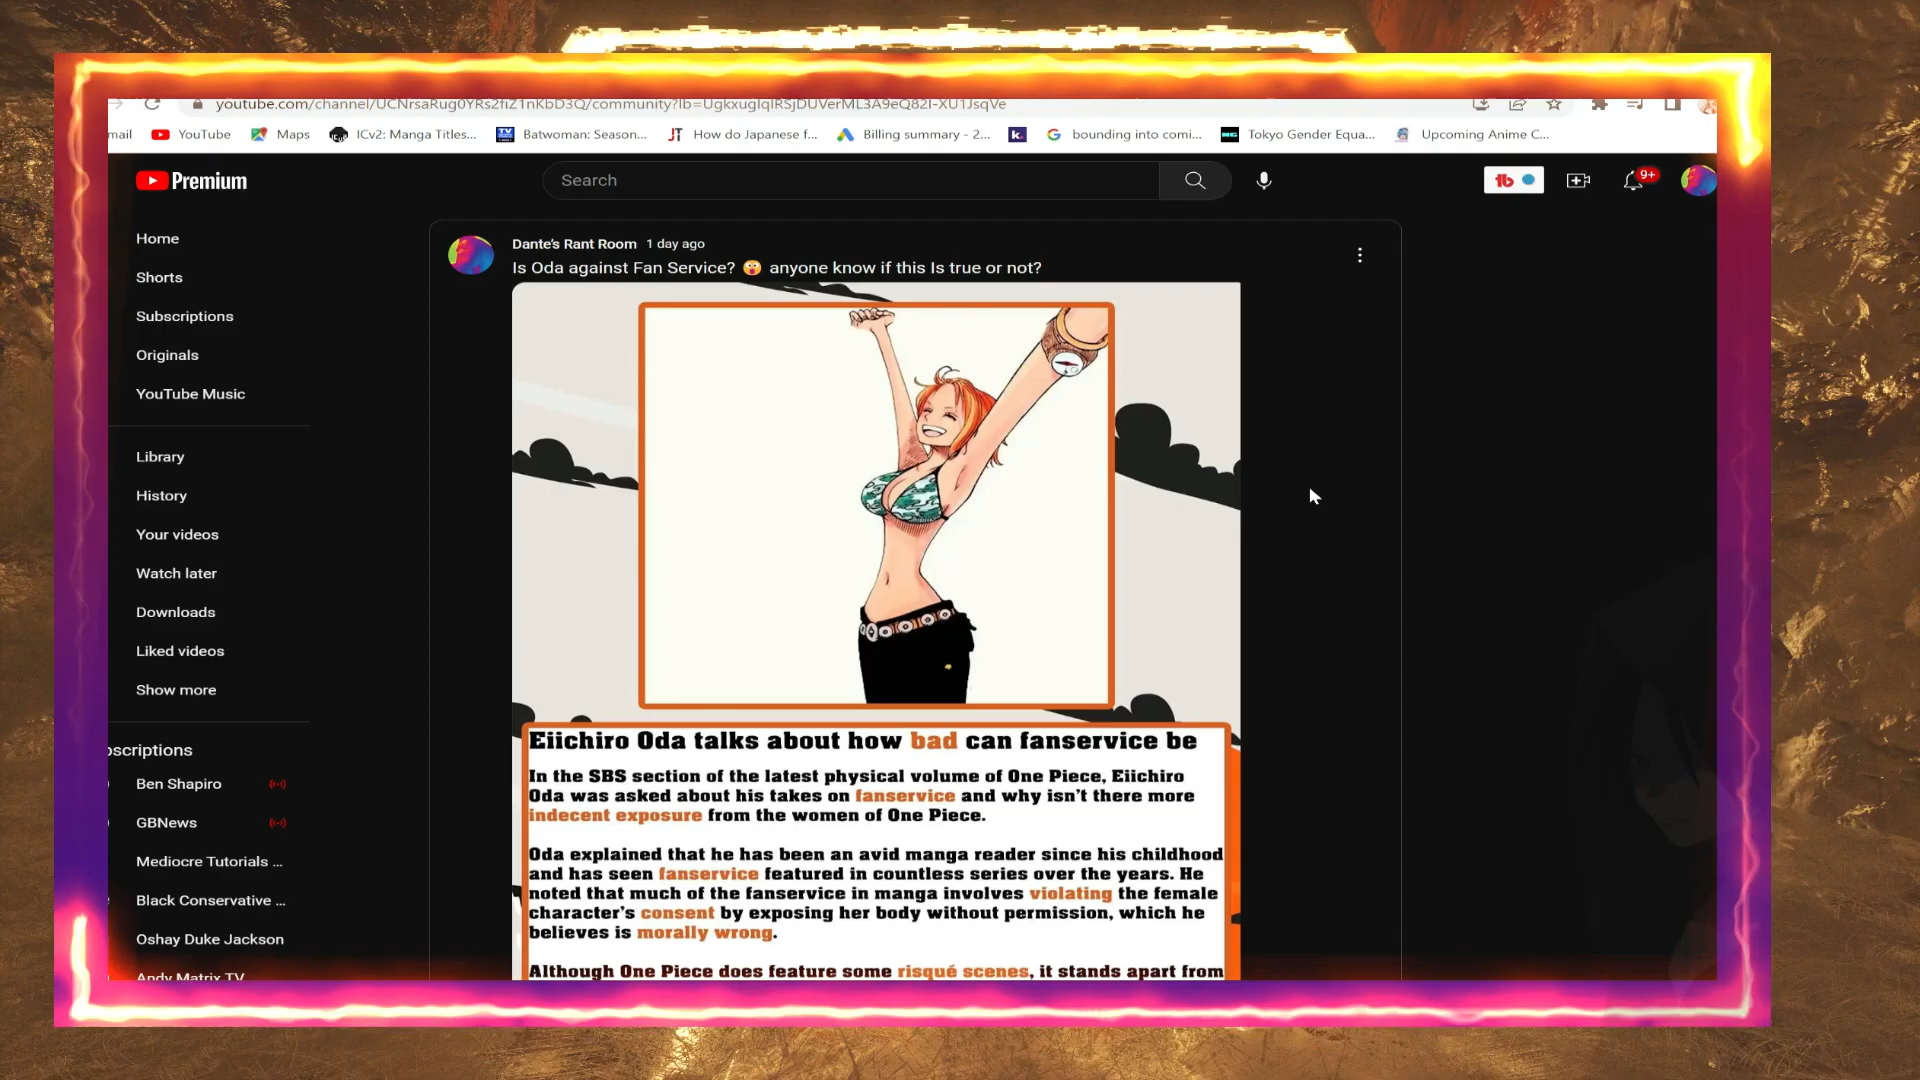 youtube.com/channel/UCNrsaRug0YRs2fiZ1nKbD3Q/community?lb=UgkxuglqlRSjDUVerML3A9eQ82I-XU1JsqVe
mail YouTube Maps ICv2: Manga Titles... Batwoman: Season... How do Japanese f... Billing summary - 2... bounding into comi... Tokyo Gender Equa... Upcoming Anime C...
Premium
Search
9+
Home
Shorts
Subscriptions
Originals
YouTube Music
Library
History
Your videos
Watch later
Downloads
Liked videos
Show more
oscriptions
Ben Shapiro
GBNews
Mediocre Tutorials ...
Black Conservative ...
Oshay Duke Jackson
Andy Matrix TV
Dante's Rant Room 1 day ago
Is Oda against Fan Service? 😲 anyone know if this Is true or not?
Eiichiro Oda talks about how bad can fanservice be
In the SBS section of the latest physical volume of One Piece, Eiichiro
Oda was asked about his takes on fanservice and why isn't there more
indecent exposure from the women of One Piece.
Oda explained that he has been an avid manga reader since his childhood
and has seen fanservice featured in countless series over the years. He
noted that much of the fanservice in manga involves violating the female
character's consent by exposing her body without permission, which he
believes is morally wrong.
Although One Piece does feature some risqué scenes, it stands apart from